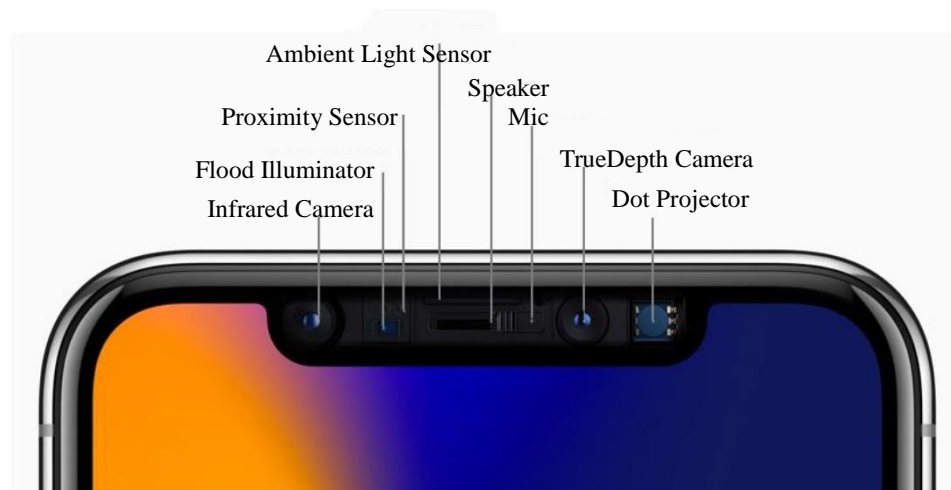 Ambient Light Sensor
Speaker
Proximity Sensor
Mic
TrueDepth Camera
Flood Illuminator
Dot Projector
Infrared Camera